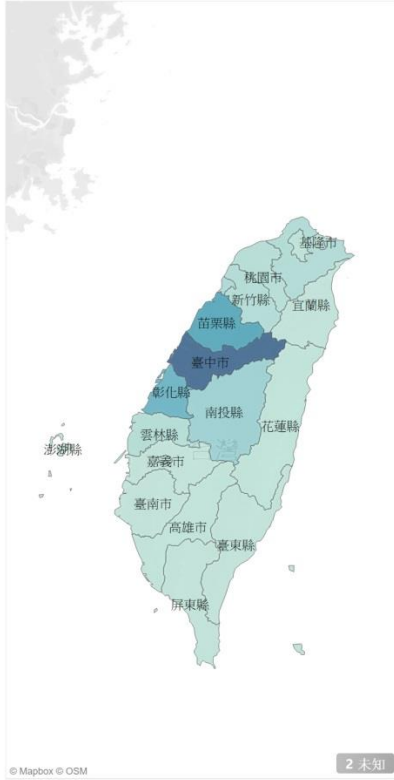 基隆市
桃園市
新竹縣
宜蘭縣
苗栗縣
臺中市
彰化縣
南投縣
花蓮縣
雲林縣
澎湖縣
嘉義市
臺南市
高雄市
臺東縣
屏東縣
2 未知
© Mapbox © OSM